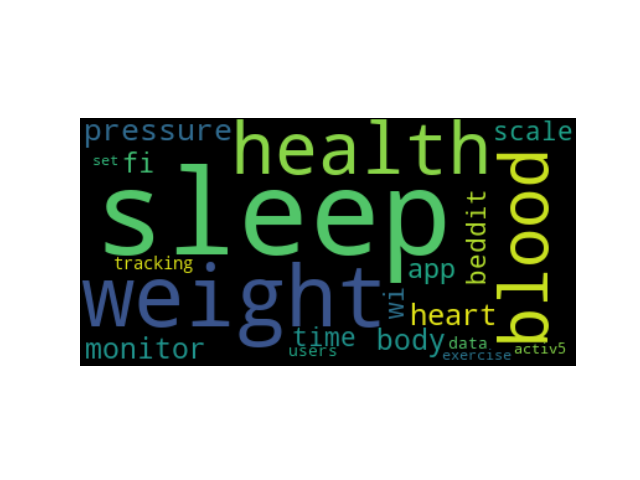 pressure
health
scale
set
fi
sleep
blood
beddit
tracking
weight
app
wi
heart
time
body
monitor
users
data
exercise
activ5